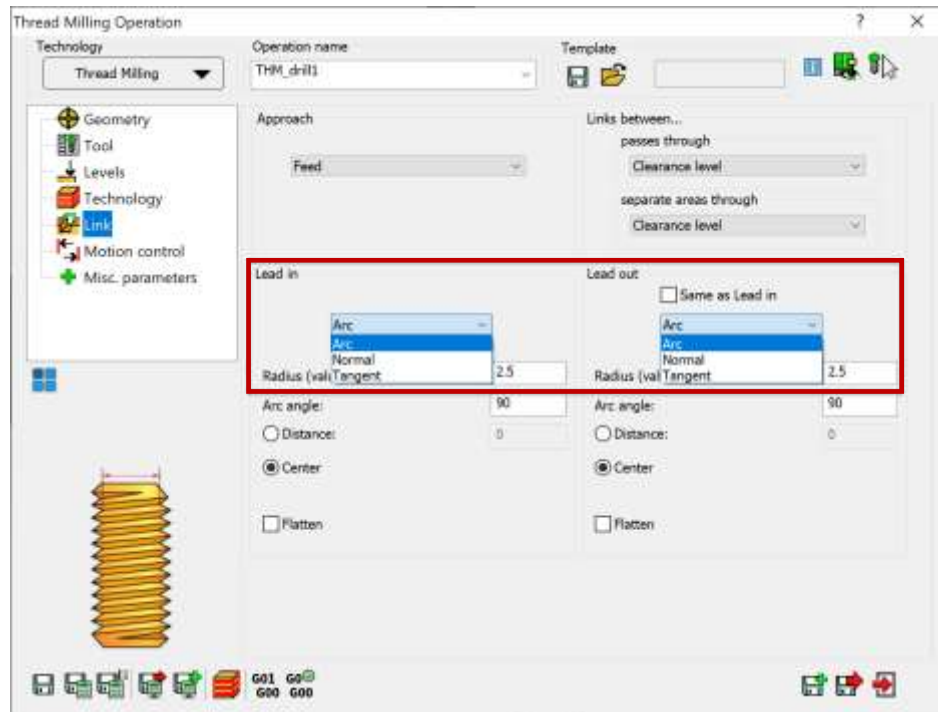 Thread Milling Operation
? ×
Technology
Thread Milling
Operation name
THM_drill1
Template
Geometry
Tool
Levels
Technology
Link
Motion control
Misc. parameters
Approach
Feed
Links between...
passes through
Clearance level
separate areas through
Clearance level
Lead in
Arc
Arc
Normal
Tangent
Radius (val 2.5
Arc angle: 90
Distance: 0
Center
Flatten
Lead out
Same as Lead in
Arc
Arc
Normal
Tangent
Radius (val 2.5
Arc angle: 90
Distance: 0
Center
Flatten
G01 G0
G00 G00